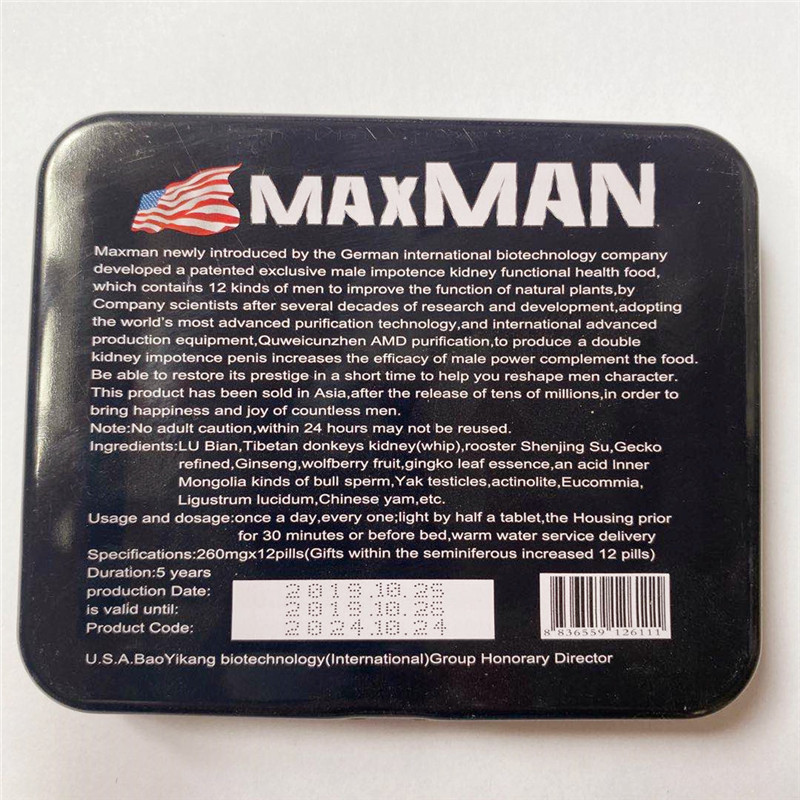 MAXMAN
Maxman newly introduced by the German international biotechnology company
developed a patented exclusive male impotence kidney functional health food,
which contains 12 kinds of men to improve the function of natural plants,by
Company scientists after several decades of research and development,adopting
the world's most advanced purification technology,and international advanced
production equipment,Quweicunzhen AMD purification,to produce a double
kidney impotence penis increases the efficacy of male power complement the food.
Be able to restore its prestige in a short time to help you reshape men character.
This product has been sold in Asia,after the release of tens of millions,in order to
bring happiness and joy of countless men.
Note:No adult caution,within 24 hours may not be reused.
Ingredients:LU Bian,Tibetan donkeys kidney(whip),rooster Shenjing Su,Gecko
refined,Ginseng,wolfberry fruit,gingko leaf essence,an acid Inner
Mongolia kinds of bull sperm,Yak testicles,actinolite,Eucommia,
Ligustrum lucidum,Chinese yam,etc.
Usage and dosage:once a day,every one;light by half a tablet,the Housing prior
for 30 minutes or before bed,warm water service delivery
Specifications:260mgx12pills(Gifts within the seminiferous increased 12 pills)
Duration:5 years
production Date: 2019.10.25
is valid until: 2019.10.26
Product Code: 2024.10.24
8 836559 126111
U.S.A.BaoYikang biotechnology(International)Group Honorary Director